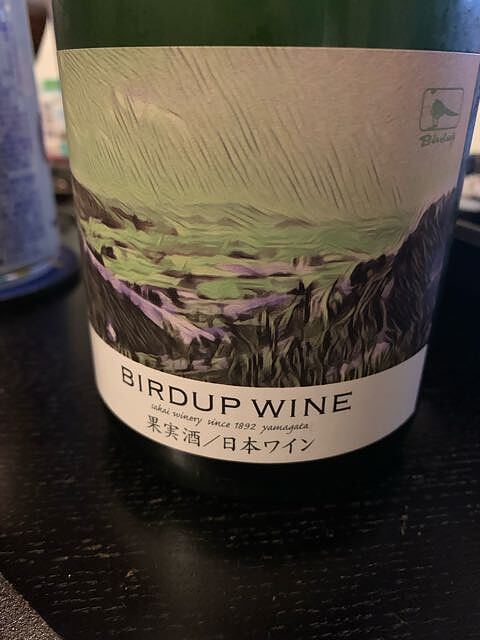 Birdup
BIRDUP WINE
sakai winery since 1892 yamagata
果実酒／日本ワイン